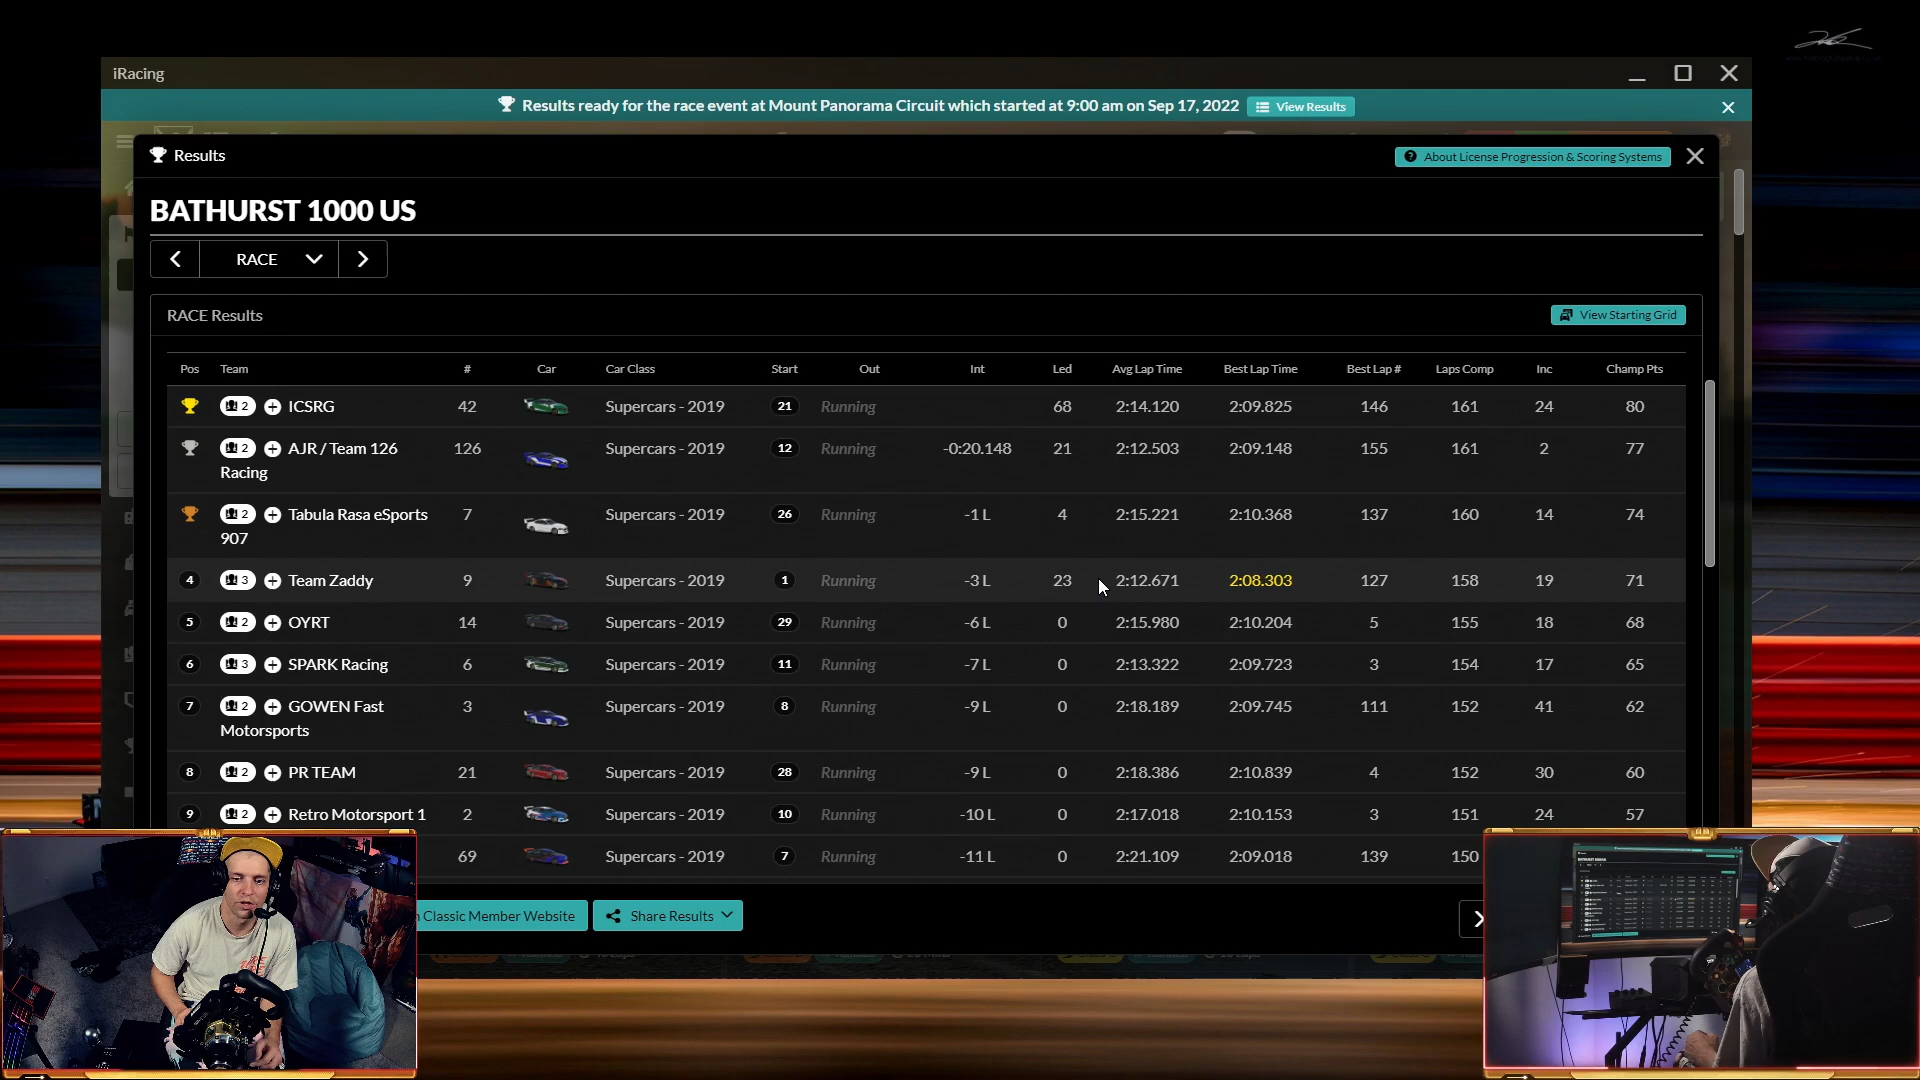 iRacing
Results ready for the race event at Mount Panorama Circuit which started at 9:00 am on Sep 17, 2022 View Results
Results About License Progression & Scoring Systems
BATHURST 1000 US
RACE
RACE Results View Starting Grid
Pos Team # Car Car Class Start Out Int Led Avg Lap Time Best Lap Time Best Lap # Laps Comp Inc Champ Pts
2 ICSRG 42 Supercars - 2019 21 Running 68 2:14.120 2:09.825 146 161 24 80
2 AJR / Team 126 126 Supercars - 2019 12 Running -0:20.148 21 2:12.503 2:09.148 155 161 2 77
Racing
2 Tabula Rasa eSports 7 Supercars - 2019 26 Running -1 L 4 2:15.221 2:10.368 137 160 14 74
907
4 3 Team Zaddy 9 Supercars - 2019 1 Running -3 L 23 2:12.671 2:08.303 127 158 19 71
5 2 OYRT 14 Supercars - 2019 29 Running -6 L 0 2:15.980 2:10.204 5 155 18 68
6 3 SPARK Racing 6 Supercars - 2019 11 Running -7 L 0 2:13.322 2:09.723 3 154 17 65
7 2 GOWEN Fast 3 Supercars - 2019 8 Running -9 L 0 2:18.189 2:09.745 111 152 41 62
Motorsports
8 2 PR TEAM 21 Supercars - 2019 28 Running -9 L 0 2:18.386 2:10.839 4 152 30 60
9 2 Retro Motorsport 1 2 Supercars - 2019 10 Running -10 L 0 2:17.018 2:10.153 3 151 24 57
69 Supercars - 2019 7 Running -11 L 0 2:21.109 2:09.018 139 150
Classic Member Website Share Results